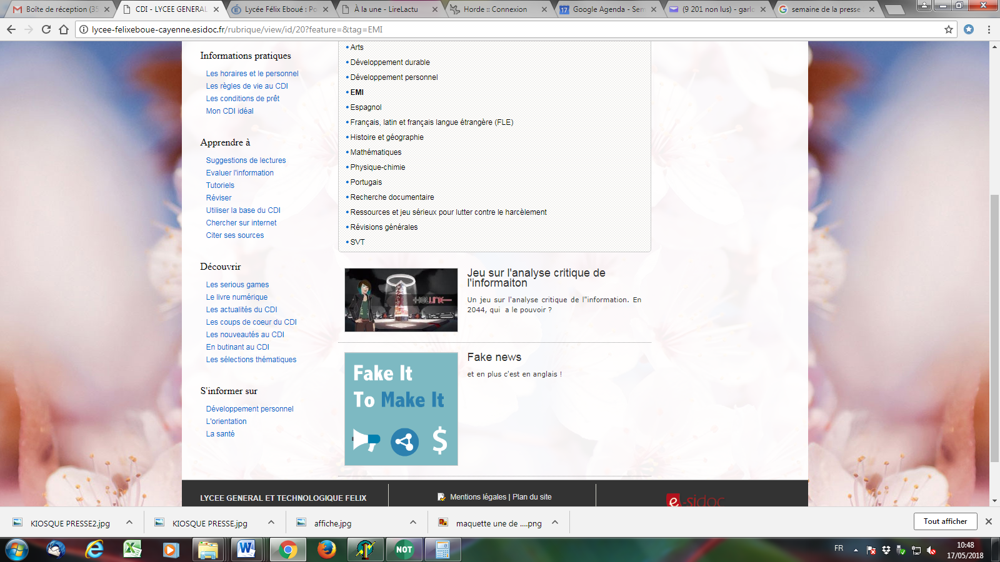 Boîte de réception (35
CDI - LYCEE GENERAL
Lycée Félix Eboué : Po
À la une - LireLactu
Horde :: Connexion
17 Google Agenda - Sem
(9 201 non lus) - garlo
semaine de la presse
lycee-felixeboue-cayenne.esidoc.fr/rubrique/view/id/20?feature=&tag=EMI
Informations pratiques
Les horaires et le personnel
Les règles de vie au CDI
Les conditions de prêt
Mon CDI idéal
Apprendre à
Suggestions de lectures
Evaluer l'information
Tutoriels
Réviser
Utiliser la base du CDI
Chercher sur internet
Citer ses sources
Découvrir
Les serious games
Le livre numérique
Les actualités du CDI
Les coups de coeur du CDI
Les nouveautés au CDI
En butinant au CDI
Les sélections thématiques
S'informer sur
Développement personnel
L'orientation
La santé
• Arts
• Développement durable
• Développement personnel
• EMI
• Espagnol
• Français, latin et français langue étrangère (FLE)
• Histoire et géographie
• Mathématiques
• Physique-chimie
• Portugais
• Recherche documentaire
• Ressources et jeu sérieux pour lutter contre le harcèlement
• Révisions générales
• SVT
HELLINK
Jeu sur l'analyse critique de
l'informaiton
Un jeu sur l'analyse critique de l"information. En
2044, qui a le pouvoir ?
Fake It
To Make It
$
Fake news
et en plus c'est en anglais !
LYCEE GENERAL ET TECHNOLOGIQUE FELIX
Mentions légales | Plan du site
e-sidoc
KIOSQUE PRESSE2.jpg
KIOSQUE PRESSE.jpg
affiche.jpg
maquette une de ....png
Tout afficher
NOT
FR
10:48
17/05/2018